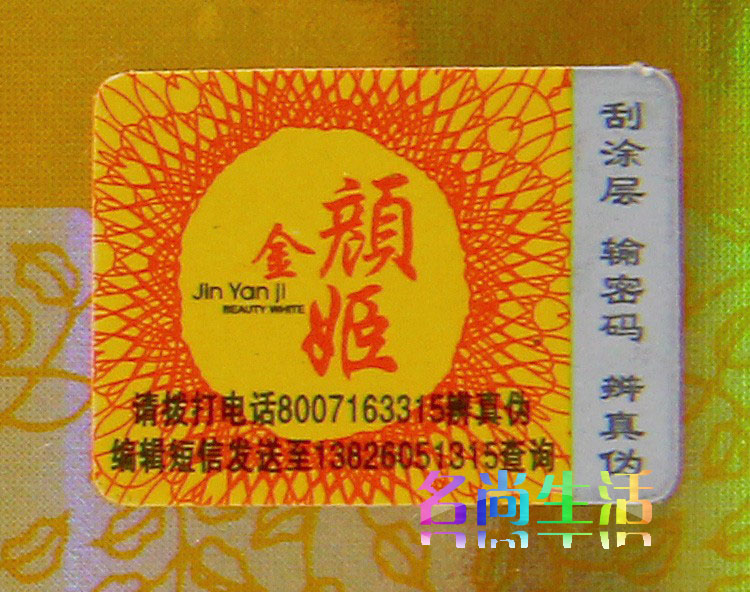 金顏姬
Jin Yan ji
BEAUTY WHITE
请拨打电话8007163315辨真伪
编辑短信发送至13826051315查询
刮涂层 输密码 辨真伪
名尚生活